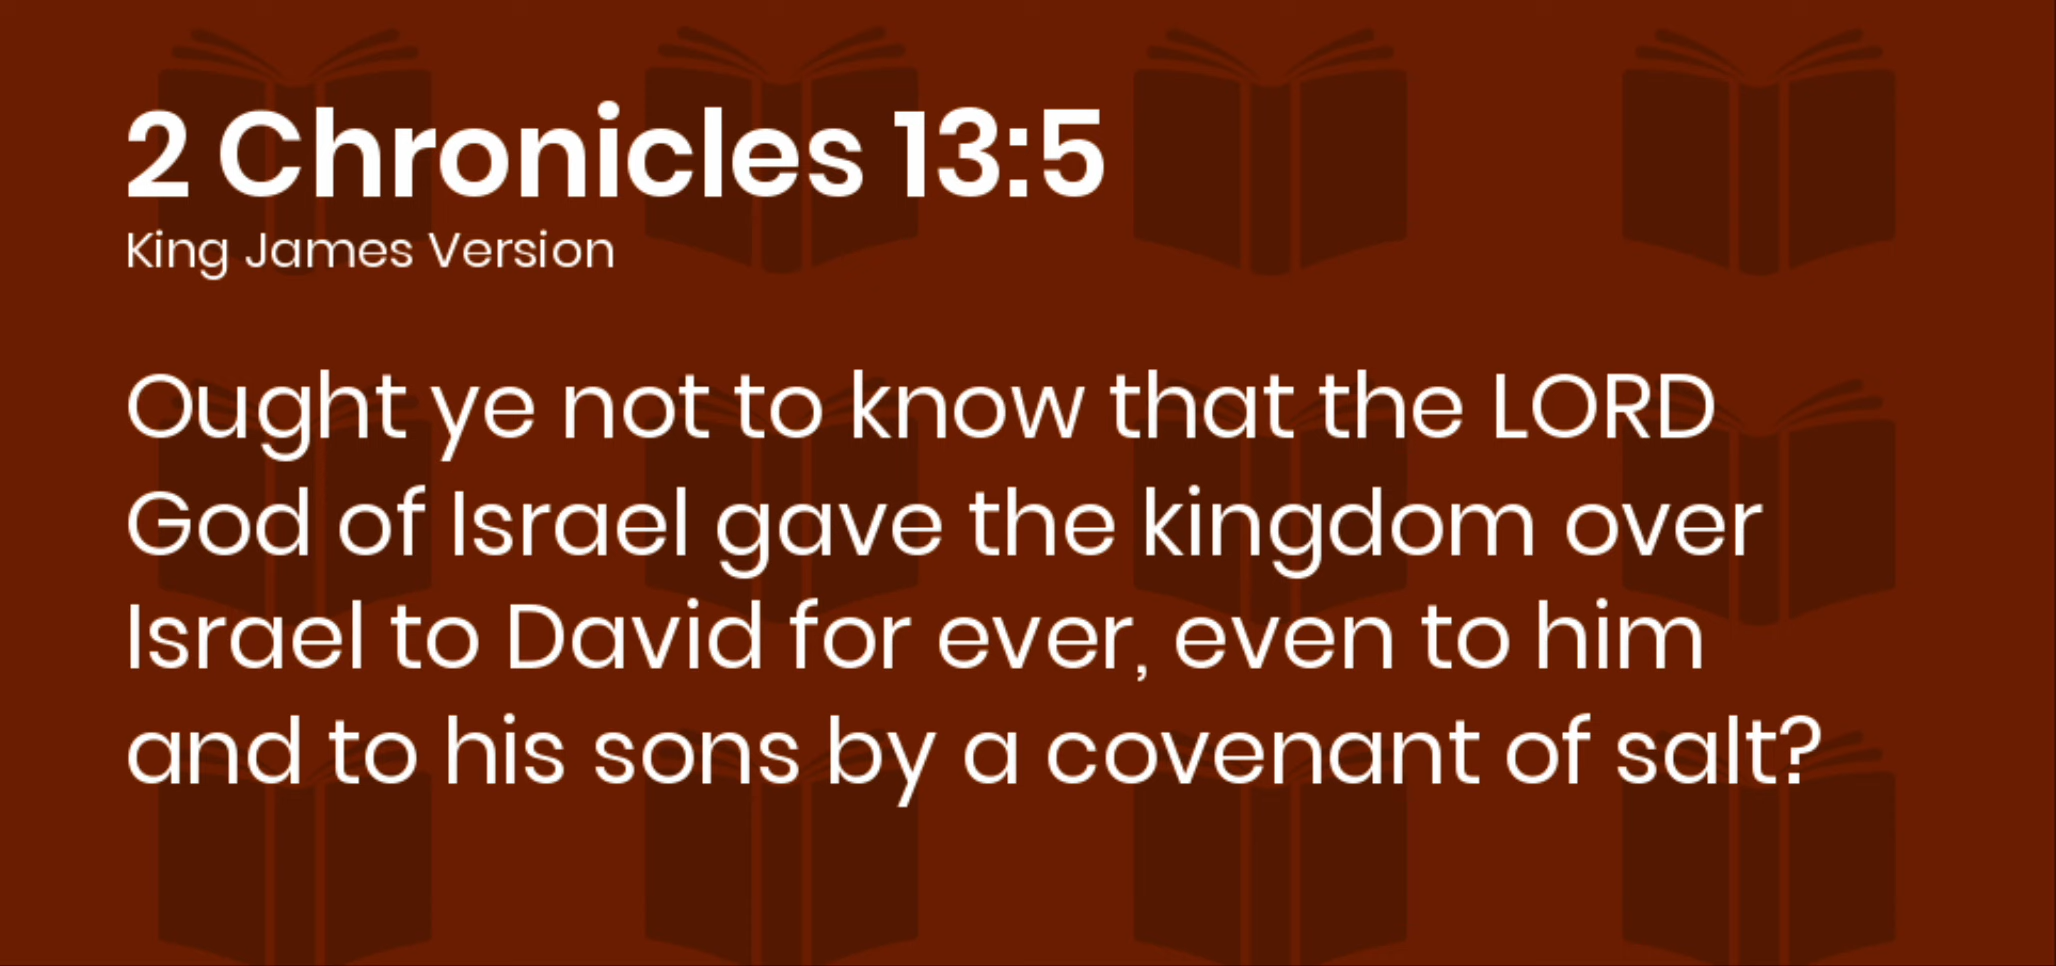 2 Chronicles 13:5
King James Version
Ought ye not to know that the LORD
God of Israel gave the kingdom over
Israel to David for ever, even to him
and to his sons by a covenant of salt?